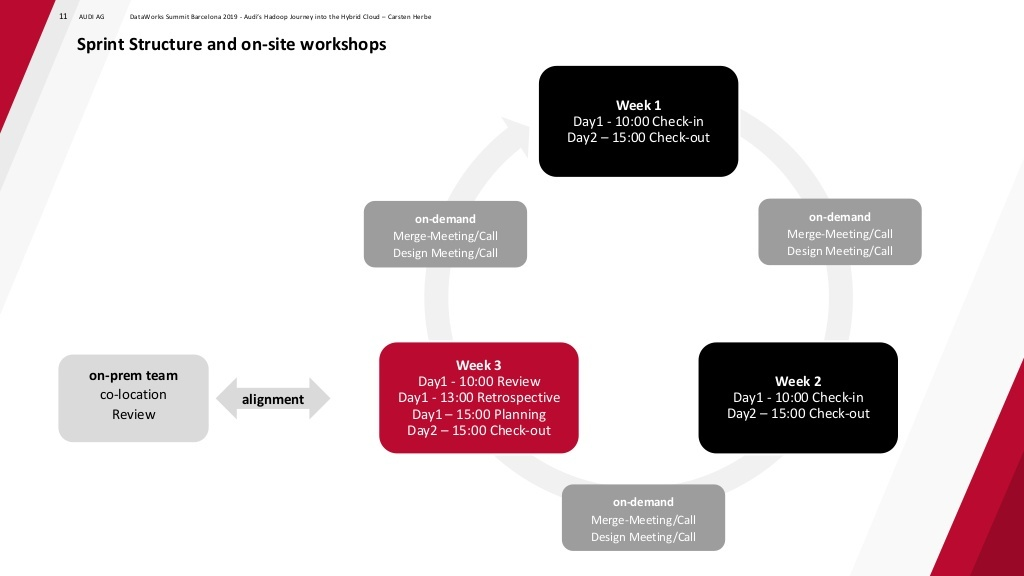 11 AUDI AG DataWorks Summit Barcelona 2019 - Audi's Hadoop Journey into the Hybrid Cloud – Carsten Herbe
Sprint Structure and on-site workshops
Week 1
Day1 - 10:00 Check-in
Day2 – 15:00 Check-out
on-demand
Merge-Meeting/Call
Design Meeting/Call
on-demand
Merge-Meeting/Call
Design Meeting/Call
on-prem team
co-location
Review
alignment
Week 3
Day1 - 10:00 Review
Day1 - 13:00 Retrospective
Day1 – 15:00 Planning
Day2 – 15:00 Check-out
Week 2
Day1 - 10:00 Check-in
Day2 – 15:00 Check-out
on-demand
Merge-Meeting/Call
Design Meeting/Call